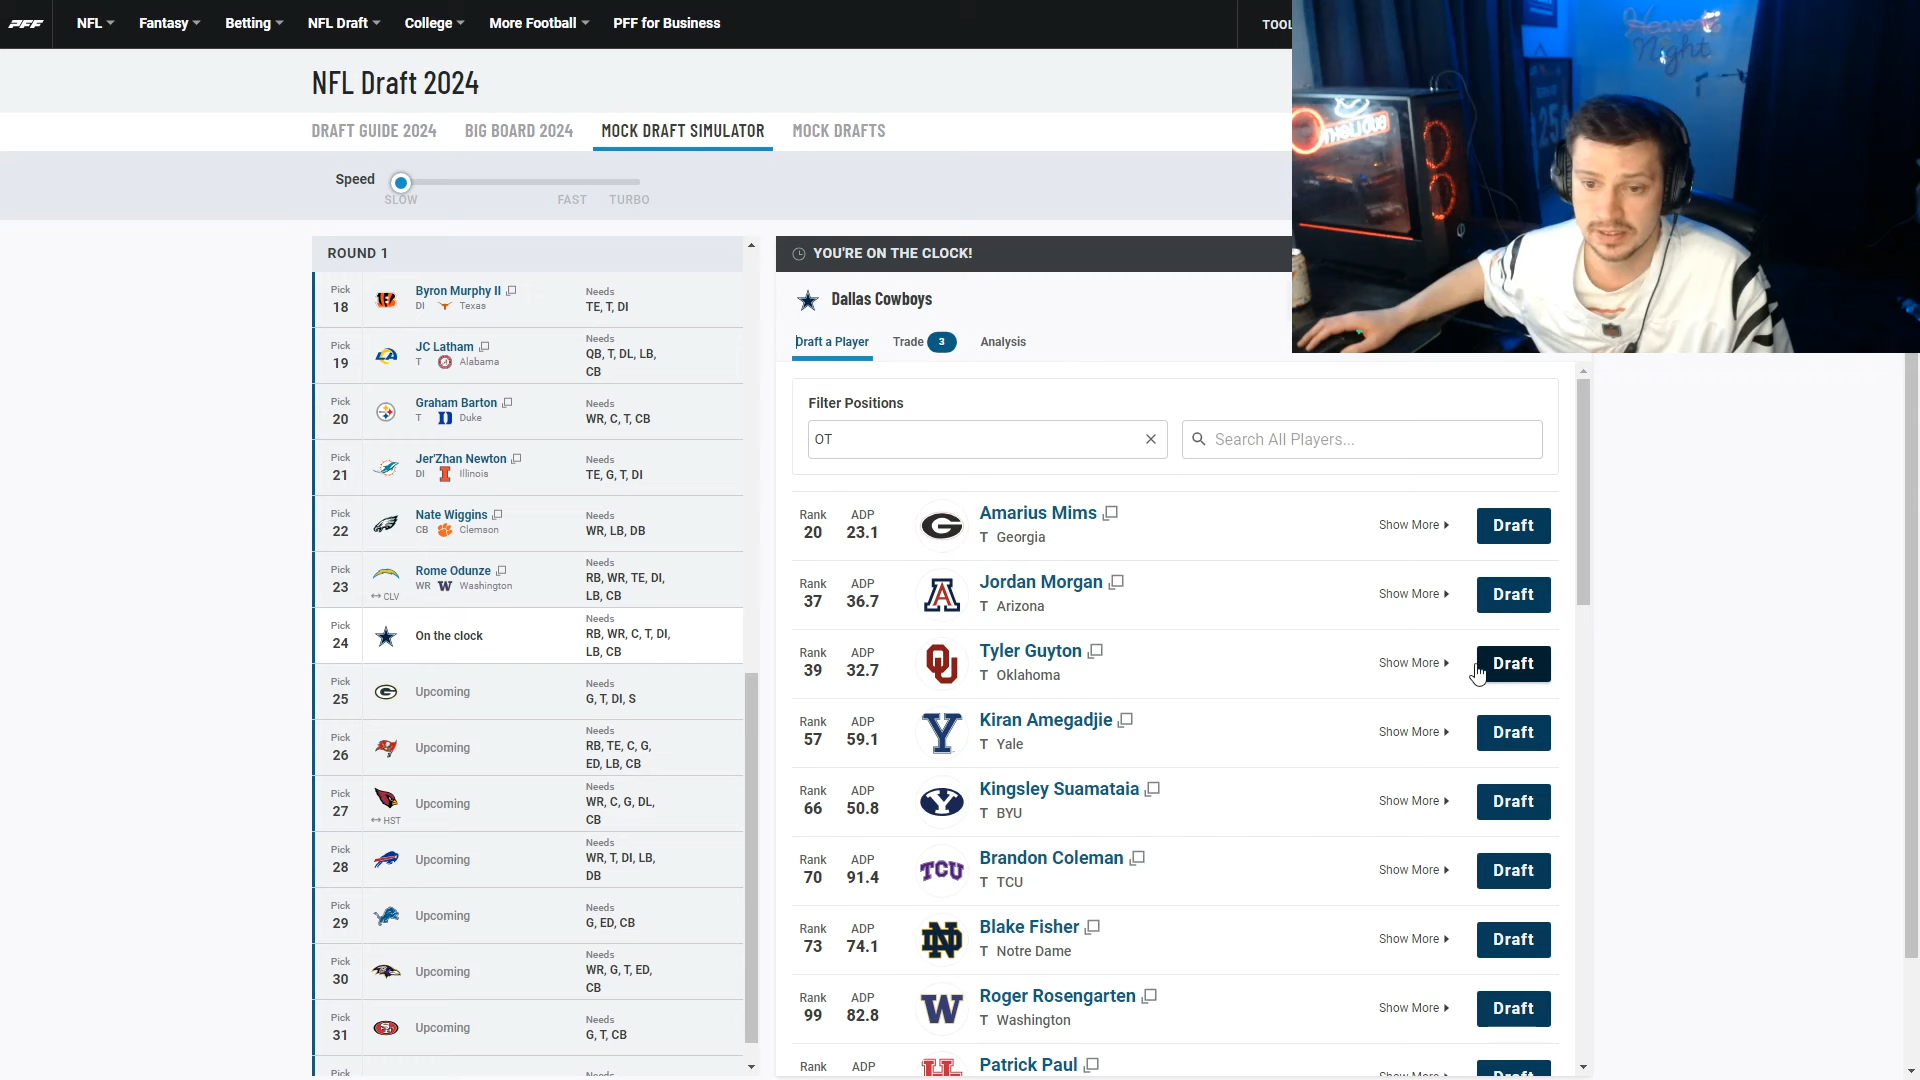 PFF
NFL
Fantasy
Betting
NFL Draft
College
More Football
PFF for Business
TOOL
NFL Draft 2024
DRAFT GUIDE 2024
BIG BOARD 2024
MOCK DRAFT SIMULATOR
MOCK DRAFTS
Speed
SLOW
FAST
TURBO
ROUND 1
Pick
18
Byron Murphy II
DI Texas
Needs
TE, T, DI
Pick
19
JC Latham
T Alabama
Needs
QB, T, DL, LB,
CB
Pick
20
Graham Barton
T Duke
Needs
WR, C, T, CB
Pick
21
Jer'Zhan Newton
DI Illinois
Needs
TE, G, T, DI
Pick
22
Nate Wiggins
CB Clemson
Needs
WR, LB, DB
Pick
23
CLV
Rome Odunze
WR Washington
Needs
RB, WR, TE, DI,
LB, CB
Pick
24
On the clock
Needs
RB, WR, C, T, DI,
LB, CB
Pick
25
Upcoming
Needs
G, T, DI, S
Pick
26
Upcoming
Needs
RB, TE, C, G,
ED, LB, CB
Pick
27
HST
Upcoming
Needs
WR, C, G, DL,
CB
Pick
28
Upcoming
Needs
WR, T, DI, LB,
DB
Pick
29
Upcoming
Needs
G, ED, CB
Pick
30
Upcoming
Needs
WR, G, T, ED,
CB
Pick
31
Upcoming
Needs
G, T, CB
Pick
Needs
YOU'RE ON THE CLOCK!
Dallas Cowboys
Draft a Player
Trade 3
Analysis
Filter Positions
OT
Search All Players...
Rank ADP
20 23.1
Amarius Mims
T Georgia
Show More
Draft
Rank ADP
37 36.7
Jordan Morgan
T Arizona
Show More
Draft
Rank ADP
39 32.7
Tyler Guyton
T Oklahoma
Show More
Draft
Rank ADP
57 59.1
Kiran Amegadjie
T Yale
Show More
Draft
Rank ADP
66 50.8
Kingsley Suamataia
T BYU
Show More
Draft
Rank ADP
70 91.4
TCU
Brandon Coleman
T TCU
Show More
Draft
Rank ADP
73 74.1
Blake Fisher
T Notre Dame
Show More
Draft
Rank ADP
99 82.8
Roger Rosengarten
T Washington
Show More
Draft
Rank ADP
Patrick Paul
Show More
Draft
Night